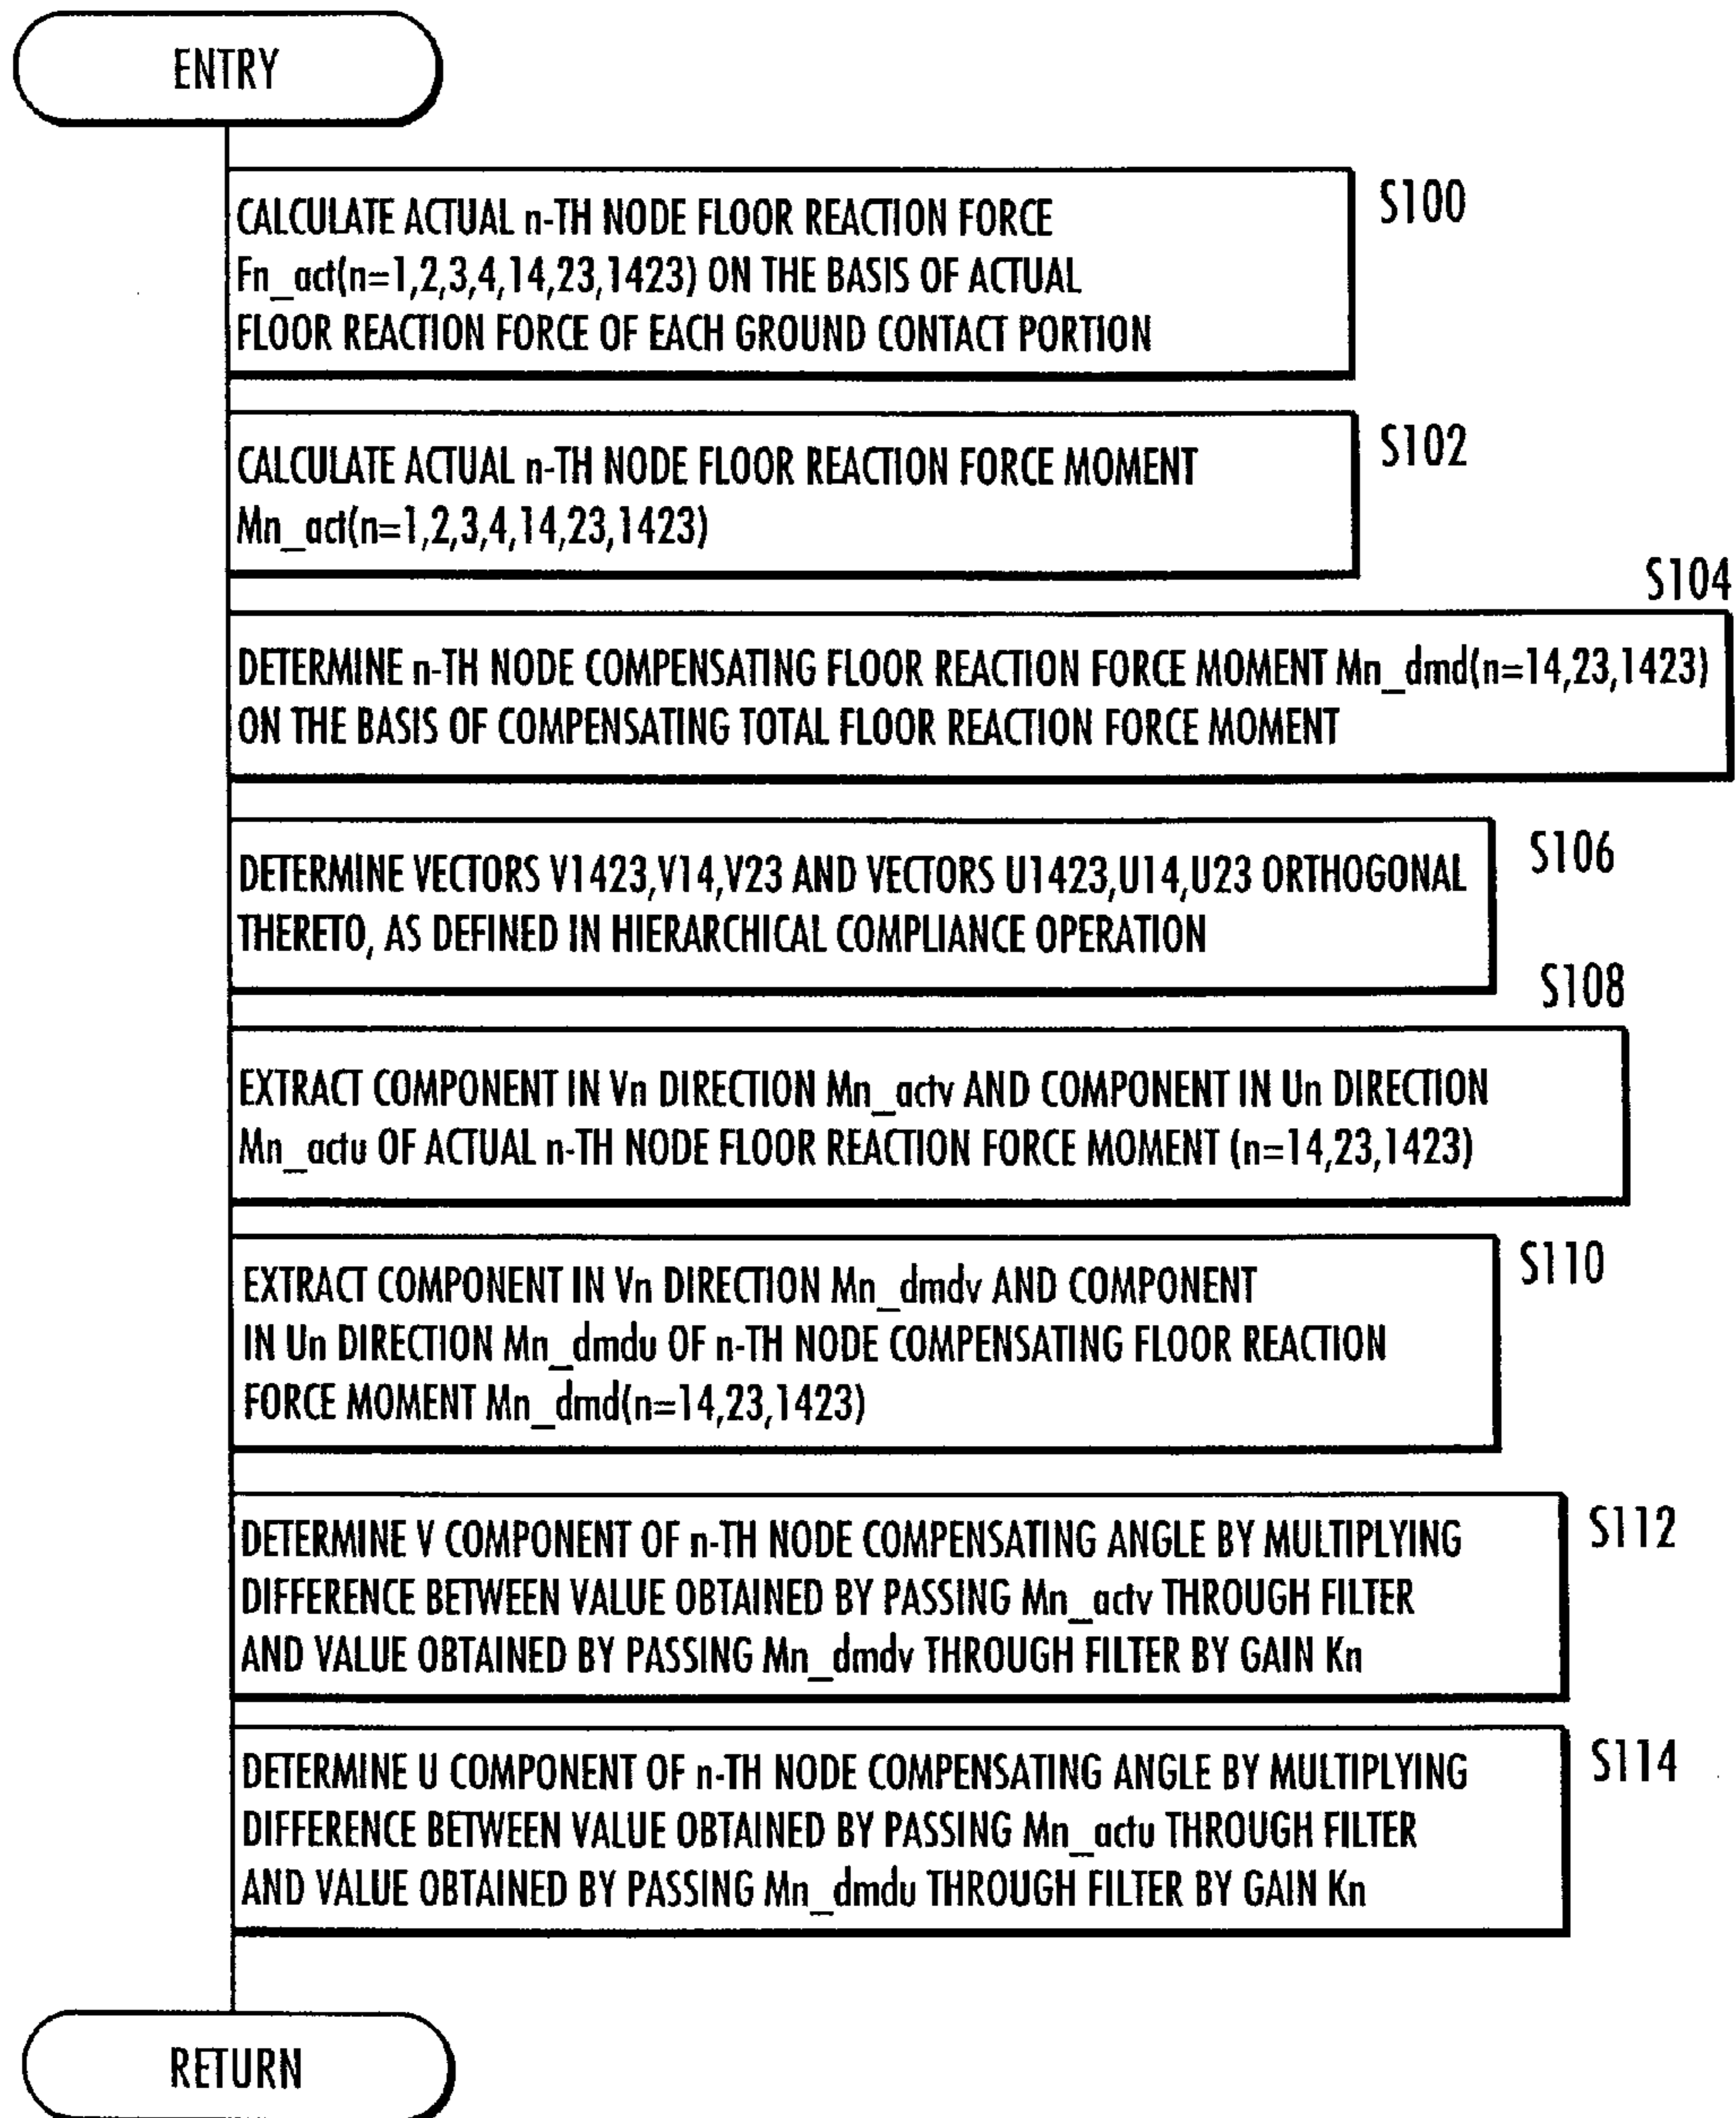 ENTRY
S100
CALCULATE ACTUAL n-TH NODE FLOOR REACTION FORCE
Fn_act(n=1,2,3,4,14,23,1423) ON THE BASIS OF ACTUAL
FLOOR REACTION FORCE OF EACH GROUND CONTACT PORTION
S102
CALCULATE ACTUAL n-TH NODE FLOOR REACTION FORCE MOMENT
Mn_act(n=1,2,3,4,14,23,1423)
S104
DETERMINE n-TH NODE COMPENSATING FLOOR REACTION FORCE MOMENT Mn_dmd(n=14,23,1423)
ON THE BASIS OF COMPENSATING TOTAL FLOOR REACTION FORCE MOMENT
S106
DETERMINE VECTORS V1423,V14,V23 AND VECTORS U1423,U14,U23 ORTHOGONAL
THERETO, AS DEFINED IN HIERARCHICAL COMPLIANCE OPERATION
S108
EXTRACT COMPONENT IN Vn DIRECTION Mn_actv AND COMPONENT IN Un DIRECTION
Mn_actu OF ACTUAL n-TH NODE FLOOR REACTION FORCE MOMENT (n=14,23,1423)
S110
EXTRACT COMPONENT IN Vn DIRECTION Mn_dmdv AND COMPONENT
IN Un DIRECTION Mn_dmdu OF n-TH NODE COMPENSATING FLOOR REACTION
FORCE MOMENT Mn_dmd(n=14,23,1423)
S112
DETERMINE V COMPONENT OF n-TH NODE COMPENSATING ANGLE BY MULTIPLYING
DIFFERENCE BETWEEN VALUE OBTAINED BY PASSING Mn_actv THROUGH FILTER
AND VALUE OBTAINED BY PASSING Mn_dmdv THROUGH FILTER BY GAIN Kn
S114
DETERMINE U COMPONENT OF n-TH NODE COMPENSATING ANGLE BY MULTIPLYING
DIFFERENCE BETWEEN VALUE OBTAINED BY PASSING Mn_actu THROUGH FILTER
AND VALUE OBTAINED BY PASSING Mn_dmdu THROUGH FILTER BY GAIN Kn
RETURN